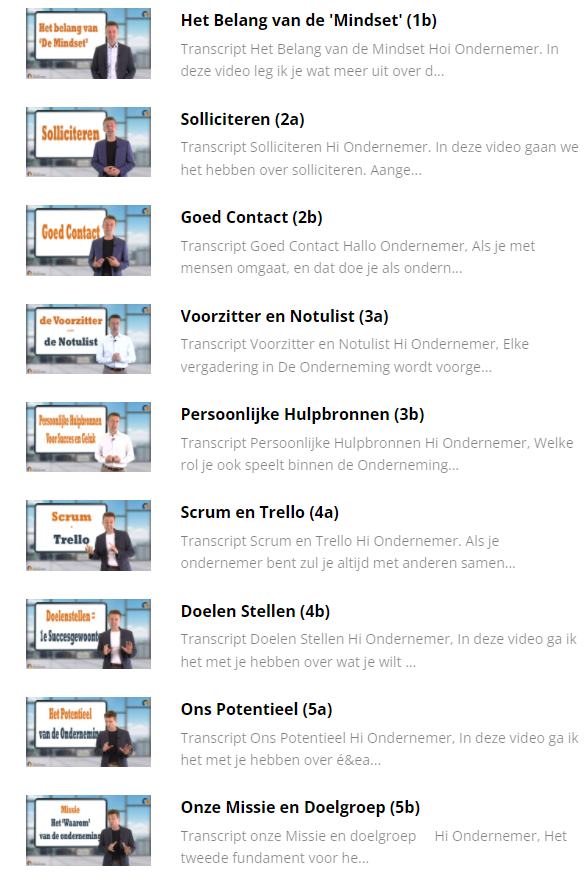 Het belang van
'De Mindset'
Het Belang van de 'Mindset' (1b)
Transcript Het Belang van de Mindset Hoi Ondernemer. In
deze video leg ik je wat meer uit over d...
Solliciteren
Solliciteren (2a)
Transcript Solliciteren Hi Ondernemer. In deze video gaan we
het hebben over solliciteren. Aange...
Goed Contact
Goed Contact (2b)
Transcript Goed Contact Hallo Ondernemer, Als je met
mensen omgaat, en dat doe je als ondern...
de Voorzitter
de Notulist
Voorzitter en Notulist (3a)
Transcript Voorzitter en Notulist Hi Ondernemer, Elke
vergadering in De Onderneming wordt voorge...
Persoonlijke Hulpbronnen
Voor Succes en Geluk
Persoonlijke Hulpbronnen (3b)
Transcript Persoonlijke Hulpbronnen Hi Ondernemer, Welke
rol je ook speelt binnen de Onderneming...
Scrum
Trello
Scrum en Trello (4a)
Transcript Scrum en Trello Hi Ondernemer. Als je
ondernemer bent zul je altijd met anderen samen...
Doelenstellen =
1e Succesgewoont
Doelen Stellen (4b)
Transcript Doelen Stellen Hi Ondernemer, In deze video ga ik
het met je hebben over wat je wilt ...
Het Potentieel
van de Ondernemin
Ons Potentieel (5a)
Transcript Ons Potentieel Hi Ondernemer, In deze video ga ik
het met je hebben over é&ea...
Missie
Het 'Waarom'
van de onderneming
Onze Missie en Doelgroep (5b)
Transcript onze Missie en doelgroep Hi Ondernemer, Het
tweede fundament voor he...